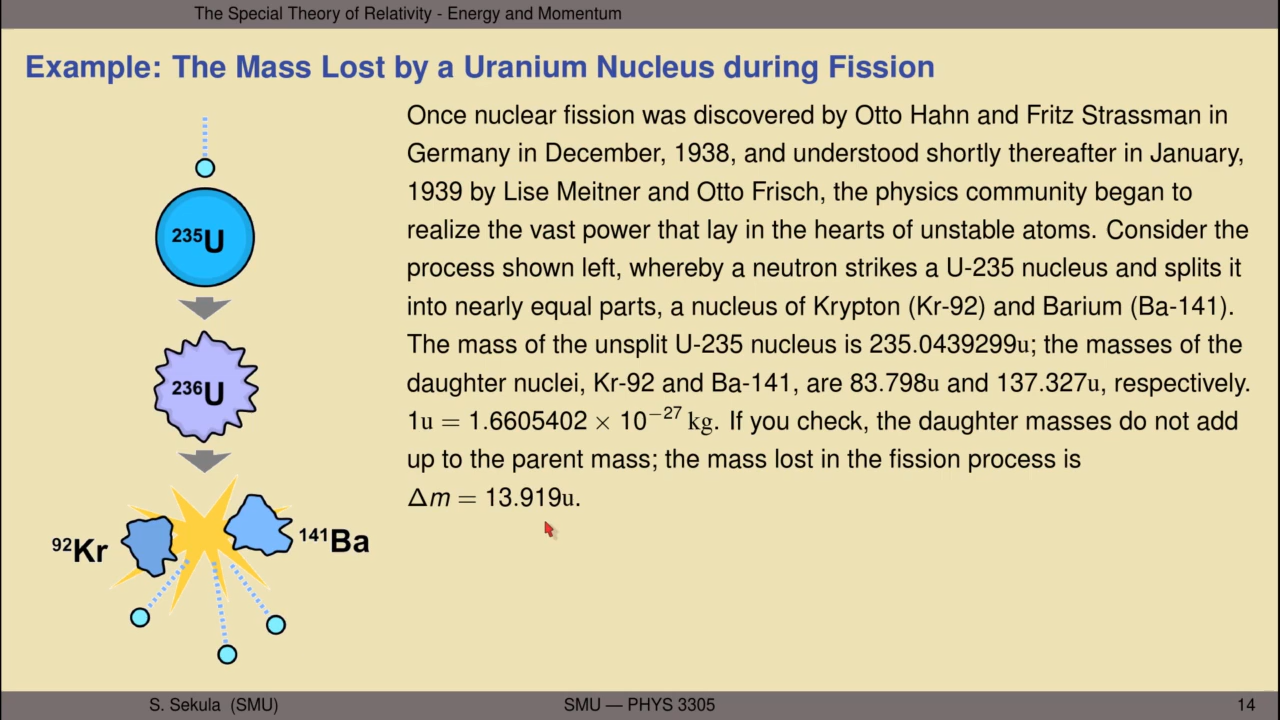 The Special Theory of Relativity - Energy and Momentum
Example: The Mass Lost by a Uranium Nucleus during Fission
Once nuclear fission was discovered by Otto Hahn and Fritz Strassman in
Germany in December, 1938, and understood shortly thereafter in January,
1939 by Lise Meitner and Otto Frisch, the physics community began to
realize the vast power that lay in the hearts of unstable atoms. Consider the
process shown left, whereby a neutron strikes a U-235 nucleus and splits it
into nearly equal parts, a nucleus of Krypton (Kr-92) and Barium (Ba-141).
The mass of the unsplit U-235 nucleus is 235.0439299u; the masses of the
daughter nuclei, Kr-92 and Ba-141, are 83.798u and 137.327u, respectively.
1u = 1.6605402 × 10⁻²⁷ kg. If you check, the daughter masses do not add
up to the parent mass; the mass lost in the fission process is
Δm = 13.919u.
²³⁵U
²³⁶U
⁹²Kr
¹⁴¹Ba
S. Sekula (SMU)
SMU — PHYS 3305
14